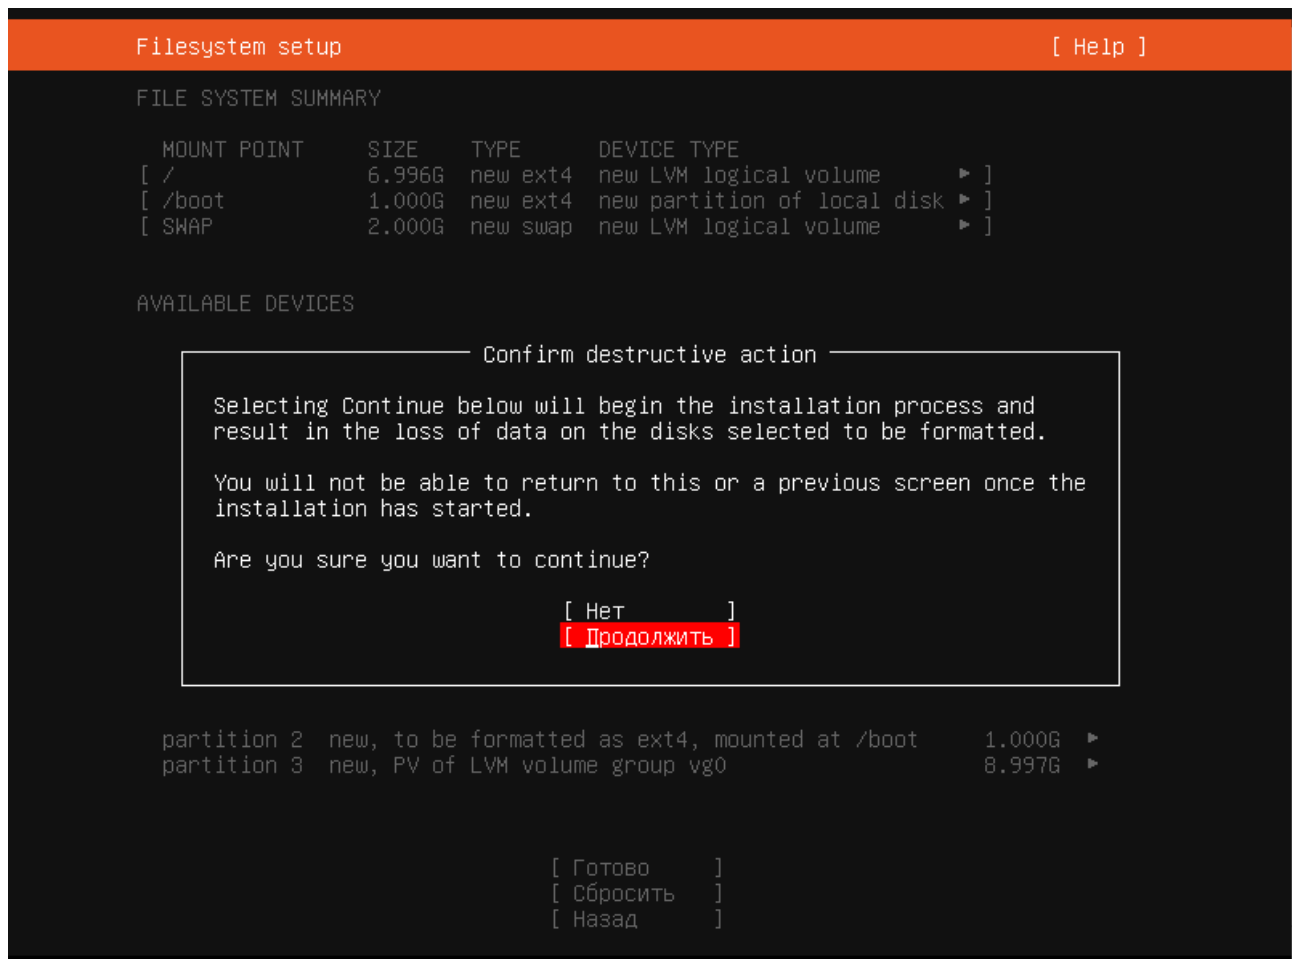 Filesystem setup [ Help ]
FILE SYSTEM SUMMARY
MOUNT POINT SIZE TYPE DEVICE TYPE
[ / 6.996G new ext4 new LVM logical volume ▸ ]
[ /boot 1.000G new ext4 new partition of local disk ▸ ]
[ SWAP 2.000G new swap new LVM logical volume ▸ ]
AVAILABLE DEVICES
Confirm destructive action
Selecting Continue below will begin the installation process and
result in the loss of data on the disks selected to be formatted.
You will not be able to return to this or a previous screen once the
installation has started.
Are you sure you want to continue?
[ Нет ]
[ Продолжить ]
partition 2 new, to be formatted as ext4, mounted at /boot 1.000G ▸
partition 3 new, PV of LVM volume group vg0 8.997G ▸
[ Готово ]
[ Сбросить ]
[ Назад ]